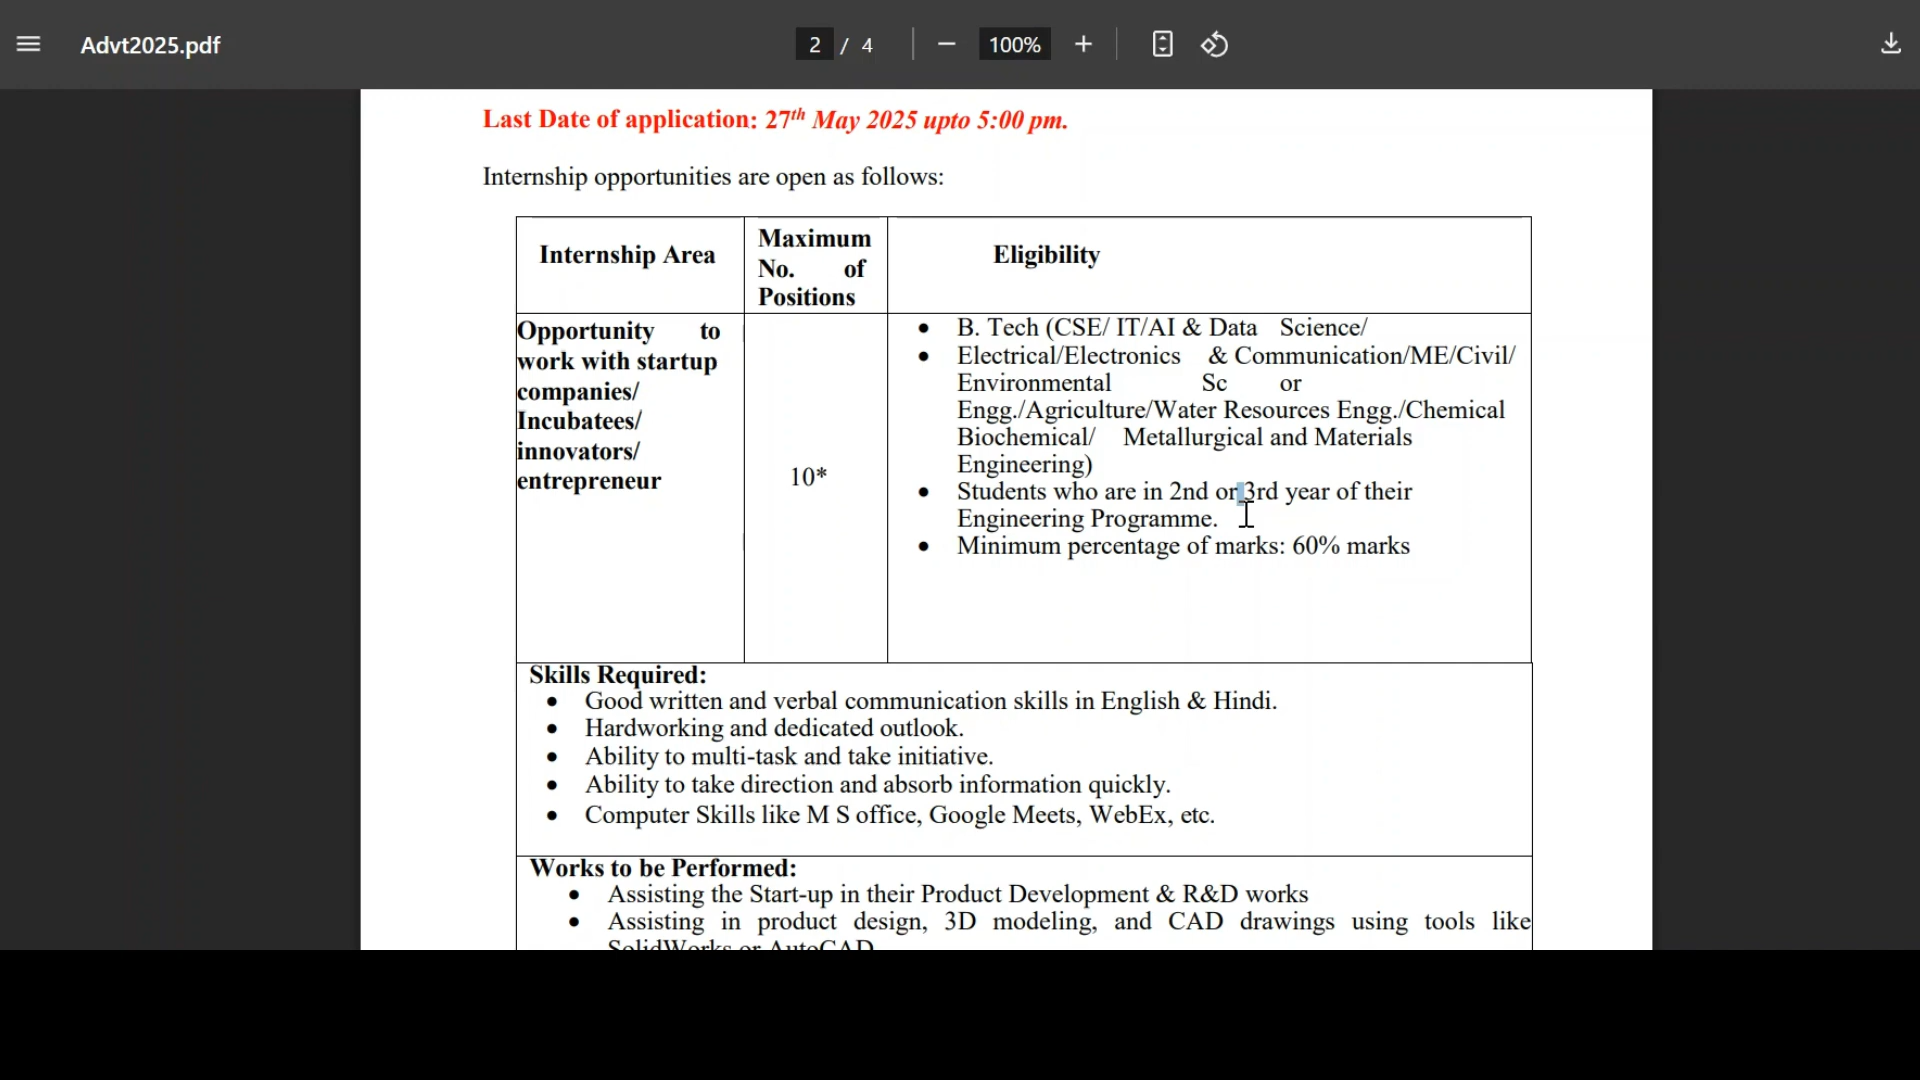 Advt2025.pdf
2 / 4
100%
Last Date of application: 27th May 2025 upto 5:00 pm.
Internship opportunities are open as follows:
Internship Area
Maximum
No. of
Positions
Eligibility
Opportunity to
work with startup
companies/
Incubatees/
innovators/
entrepreneur
10*
• B. Tech (CSE/ IT/AI & Data Science/
• Electrical/Electronics & Communication/ME/Civil/
Environmental Sc or
Engg./Agriculture/Water Resources Engg./Chemical
Biochemical/ Metallurgical and Materials
Engineering)
• Students who are in 2nd or 3rd year of their
Engineering Programme.
• Minimum percentage of marks: 60% marks
Skills Required:
• Good written and verbal communication skills in English & Hindi.
• Hardworking and dedicated outlook.
• Ability to multi-task and take initiative.
• Ability to take direction and absorb information quickly.
• Computer Skills like M S office, Google Meets, WebEx, etc.
Works to be Performed:
• Assisting the Start-up in their Product Development & R&D works
• Assisting in product design, 3D modeling, and CAD drawings using tools like
SolidWorks or AutoCAD